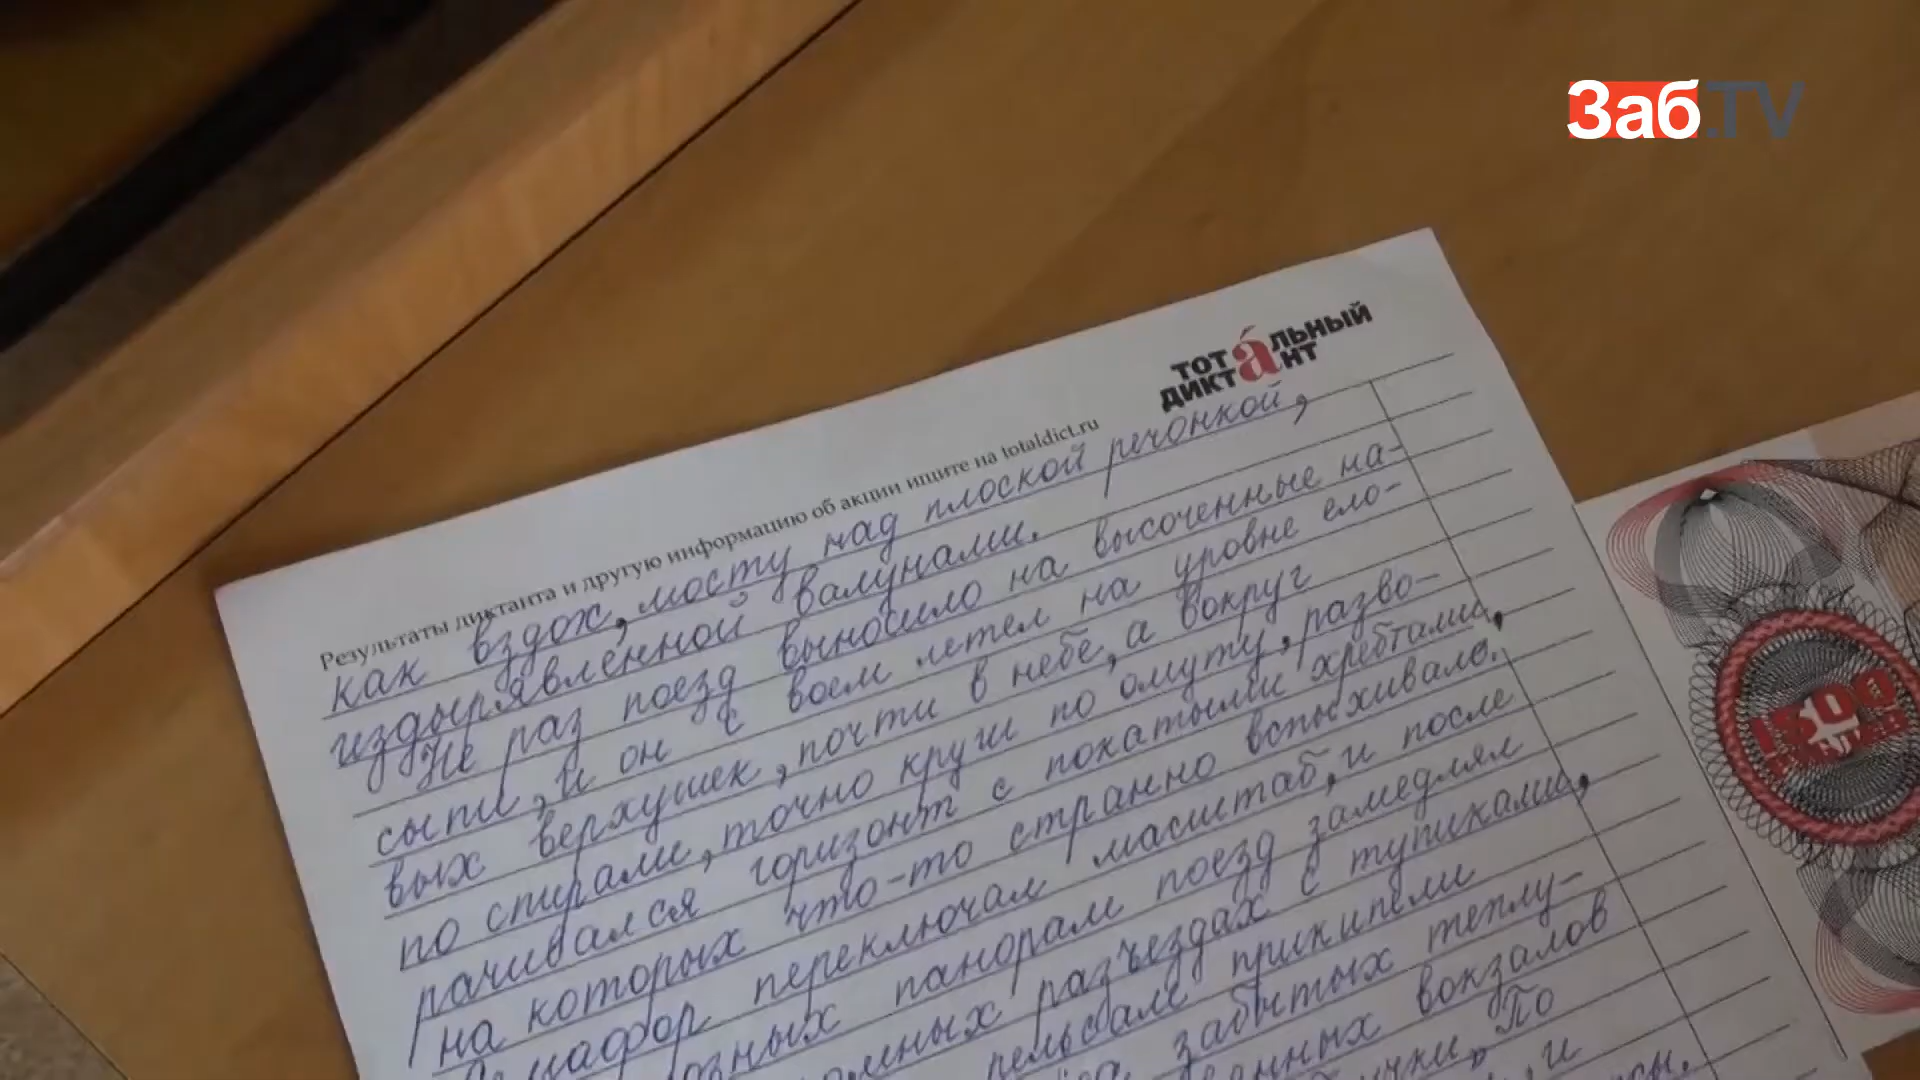 Заб.TV
ТОТАЛЬНЫЙ
ДИКТАНТ
Результаты диктанта и другую информацию об акции ищите на totaldict.ru
как вздох, мосту над плоской речонкой,
издырявленной валунами.
Не раз поезд выносило на высоченные на-
сыпи, и он с воем летел на уровне ело-
вых верхушек, почти в небе, а вокруг
по спирали, точно круги по омуту, разво-
рачивался горизонт с покатыми хребтами,
на которых что-то странно вспыхивало.
Семафор переключал масштаб, и после
панорам поезд замедлял
разъездах с тупиками,
рельсам прикипели
забытых теплу-
вокзалов
По
и